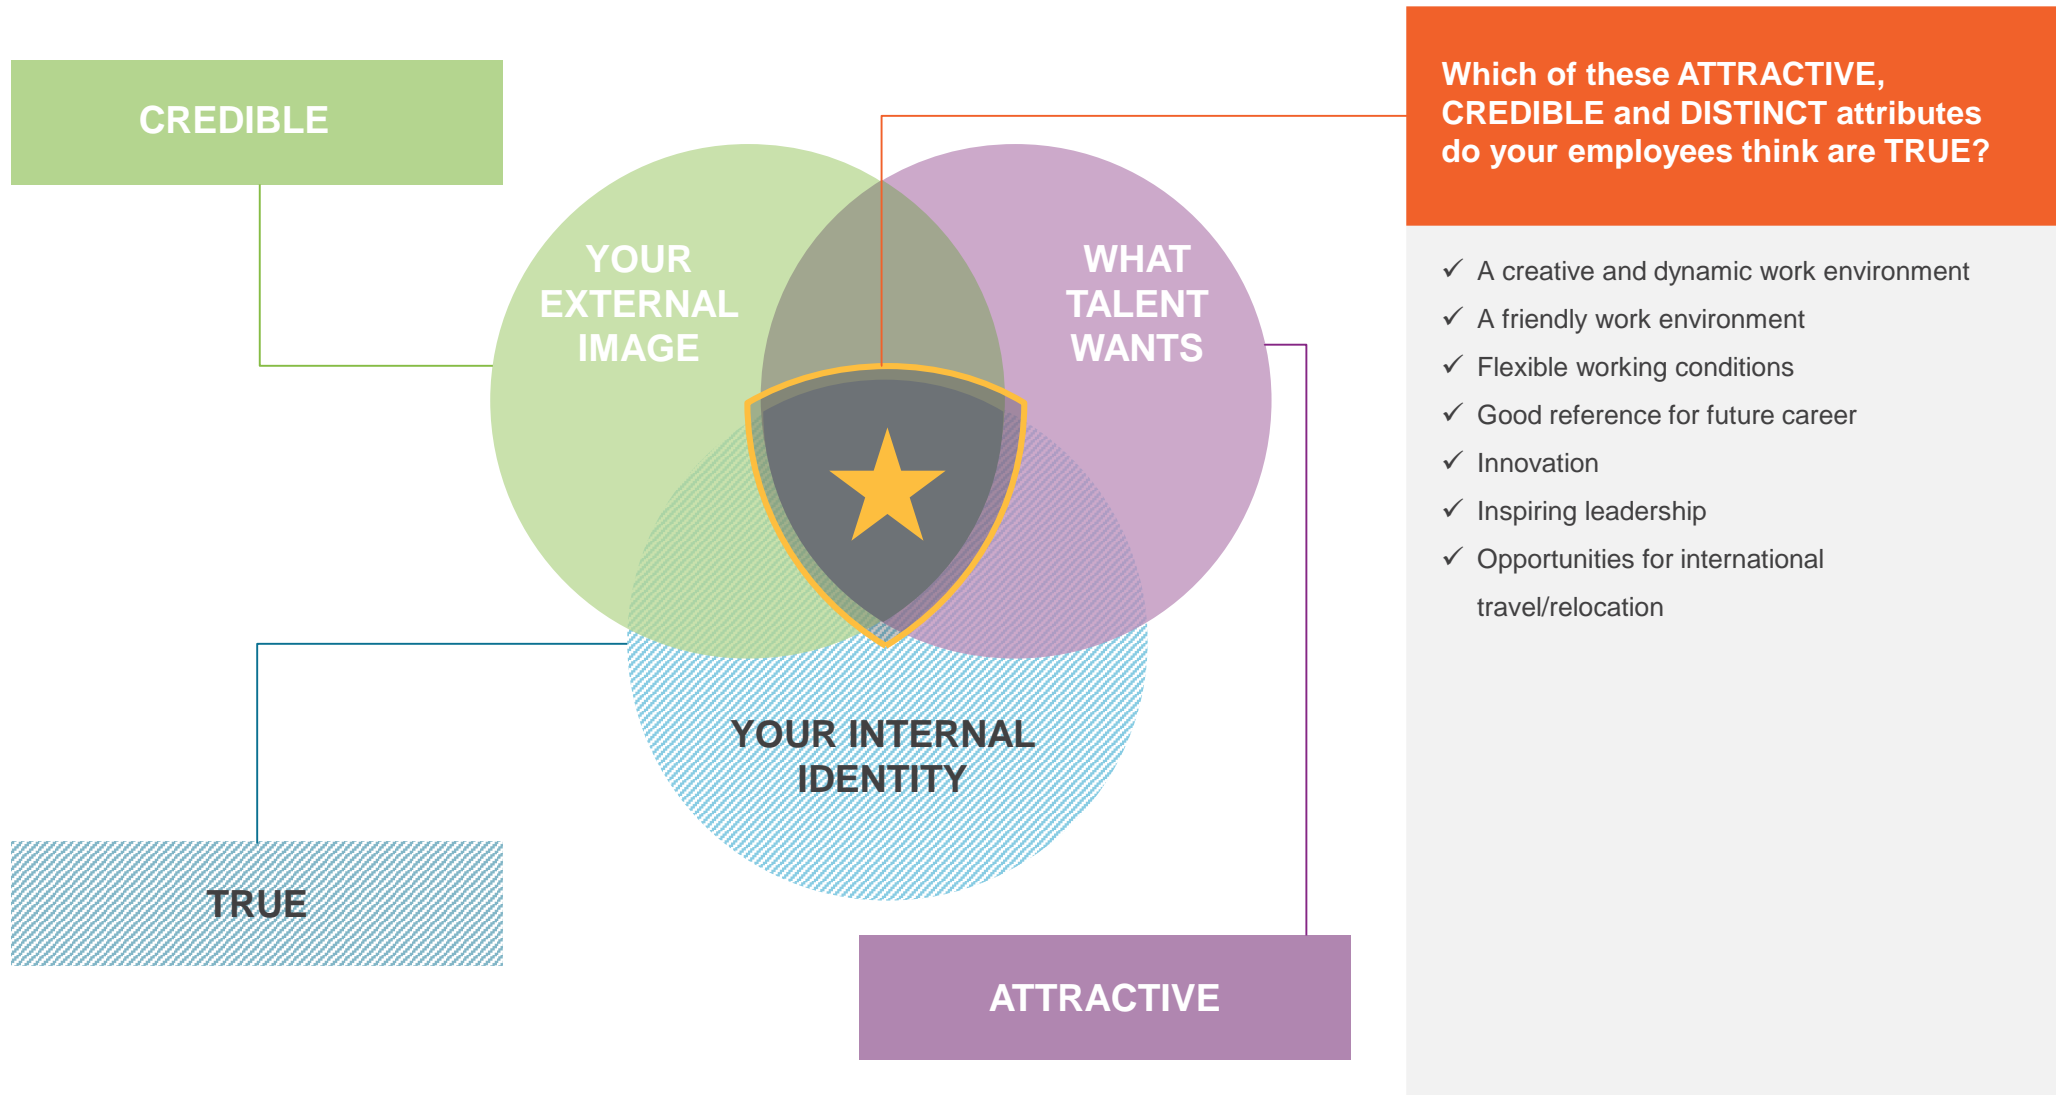 CREDIBLE
YOUR
EXTERNAL
IMAGE
WHAT
TALENT
WANTS
YOUR INTERNAL
IDENTITY
TRUE
ATTRACTIVE
Which of these ATTRACTIVE,
CREDIBLE and DISTINCT attributes
do your employees think are TRUE?
✓ A creative and dynamic work environment
✓ A friendly work environment
✓ Flexible working conditions
✓ Good reference for future career
✓ Innovation
✓ Inspiring leadership
✓ Opportunities for international
travel/relocation